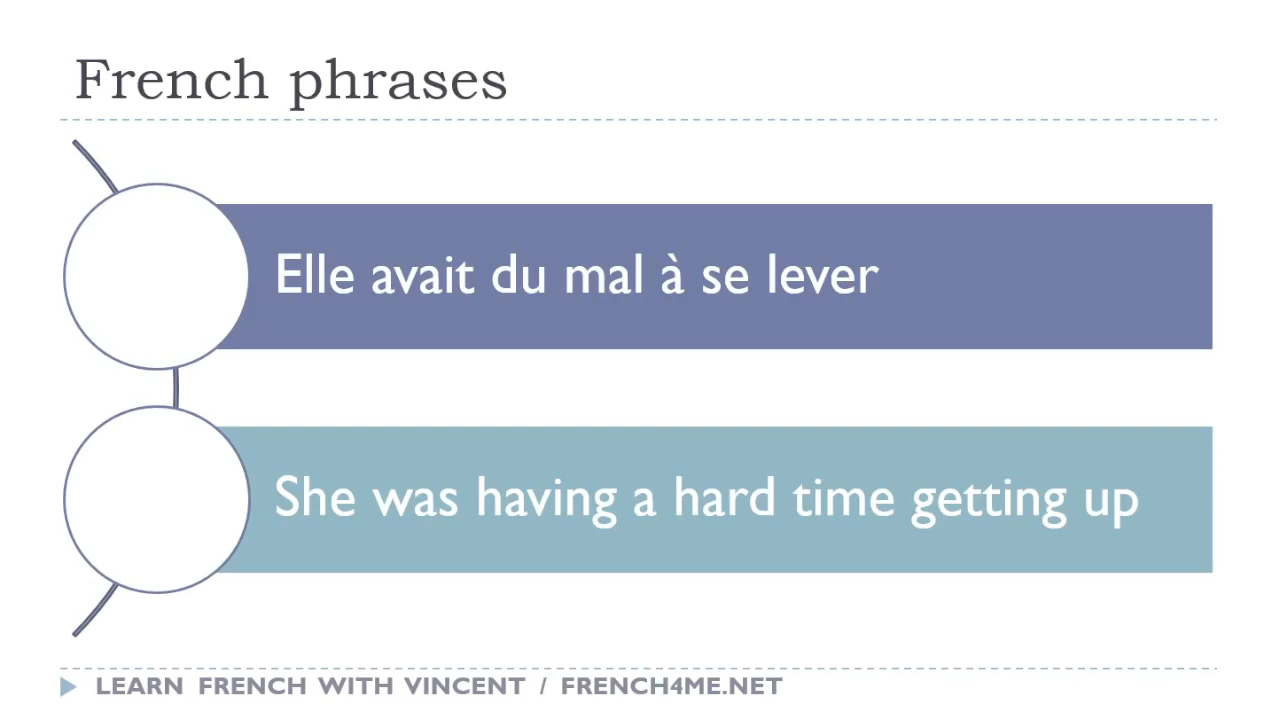 French phrases
Elle avait du mal à se lever
She was having a hard time getting up
LEARN FRENCH WITH VINCENT / FRENCH4ME.NET